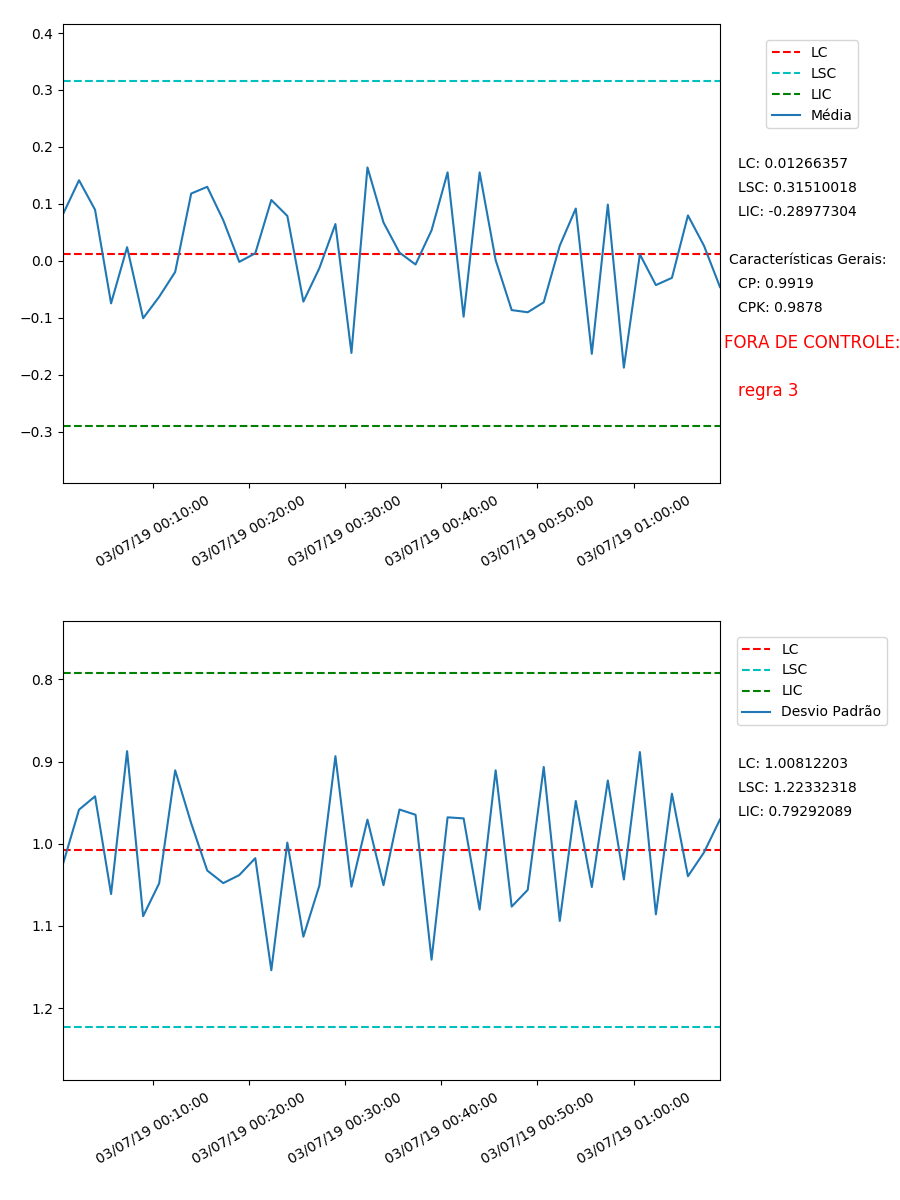 0.4
0.3
0.2
0.1
0.0
−0.1
−0.2
−0.3
03/07/19 00:10:00
03/07/19 00:20:00
03/07/19 00:30:00
03/07/19 00:40:00
03/07/19 00:50:00
03/07/19 01:00:00
LC
LSC
LIC
Média
LC: 0.01266357
LSC: 0.31510018
LIC: -0.28977304
Características Gerais:
CP: 0.9919
CPK: 0.9878
FORA DE CONTROLE:
regra 3
0.8
0.9
1.0
1.1
1.2
03/07/19 00:10:00
03/07/19 00:20:00
03/07/19 00:30:00
03/07/19 00:40:00
03/07/19 00:50:00
03/07/19 01:00:00
LC
LSC
LIC
Desvio Padrão
LC: 1.00812203
LSC: 1.22332318
LIC: 0.79292089